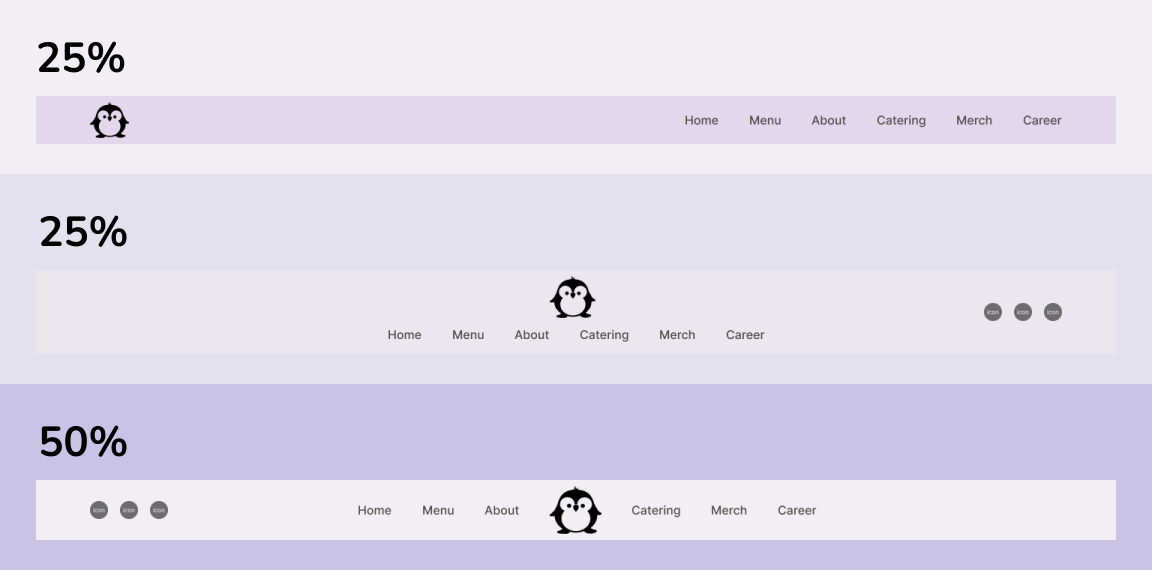 25%
Home Menu About Catering Merch Career
25%
icon icon icon
Home Menu About Catering Merch Career
50%
icon icon icon Home Menu About Catering Merch Career